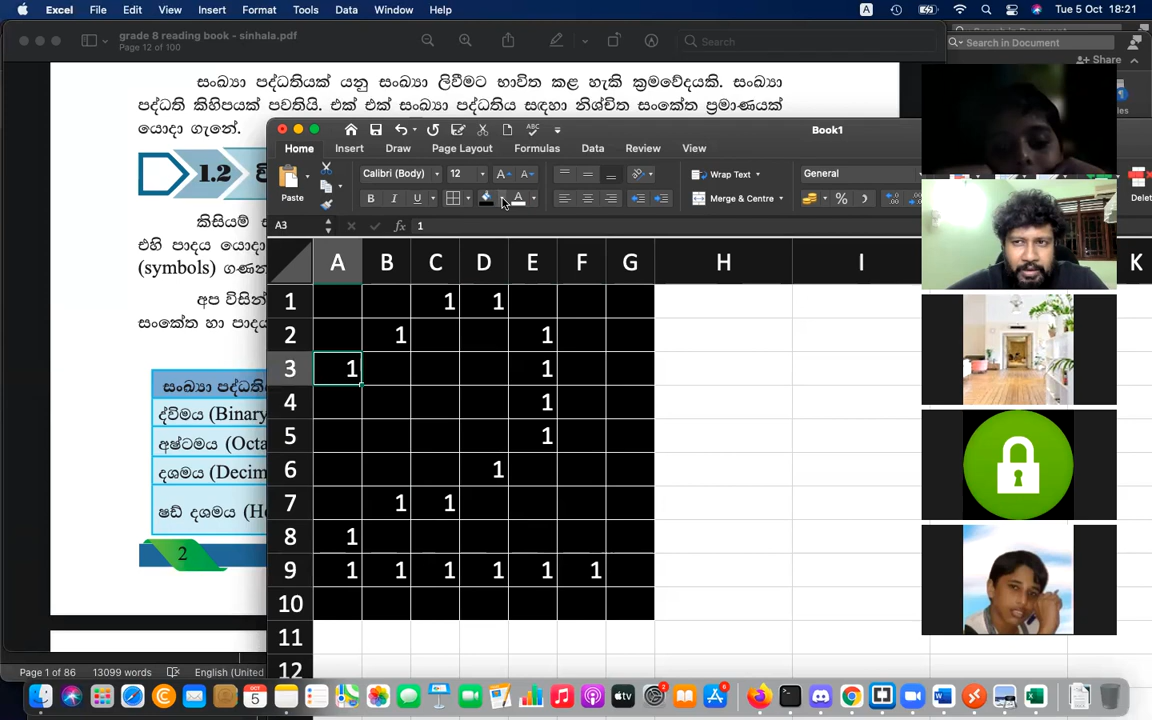 Excel File Edit View Insert Format Tools Data Window Help
A Tue 5 Oct 18:21
grade 8 reading book - sinhala.pdf
Page 12 of 100
Search
Search in Document
Share
සංඛ්‍යා පද්ධතියක් යනු සංඛ්‍යා ලිවීමට භාවිත කළ හැකි ක්‍රමවේදයකි. සංඛ්‍යා
පද්ධති කිහිපයක් පවතියි. එක් එක් සංඛ්‍යා පද්ධතිය සඳහා නිශ්චිත සංකේත ප්‍රමාණයක්
යොදා ගැනේ.
1.2
කිසියම්
එහි පාදය යොදා
(symbols)
අප විසින්
සංකේත හා පාද
සංඛ්‍යා පද්ධති
ද්විමය (Binary
අෂ්ටමය (Octa
දශමය (Decim
ෂඩ් දශමය (He
2
Book1
Home Insert Draw Page Layout Formulas Data Review View
Paste
Calibri (Body) 12
Wrap Text
General
B I U
Merge & Centre
Delet
A3 fx 1
A B C D E F G H I K
1 1 1
2 1 1
3 1 1
4 1
5 1
6 1
7 1 1
8 1
9 1 1 1 1 1 1
10
11
12
Page 1 of 86 13099 words English (United